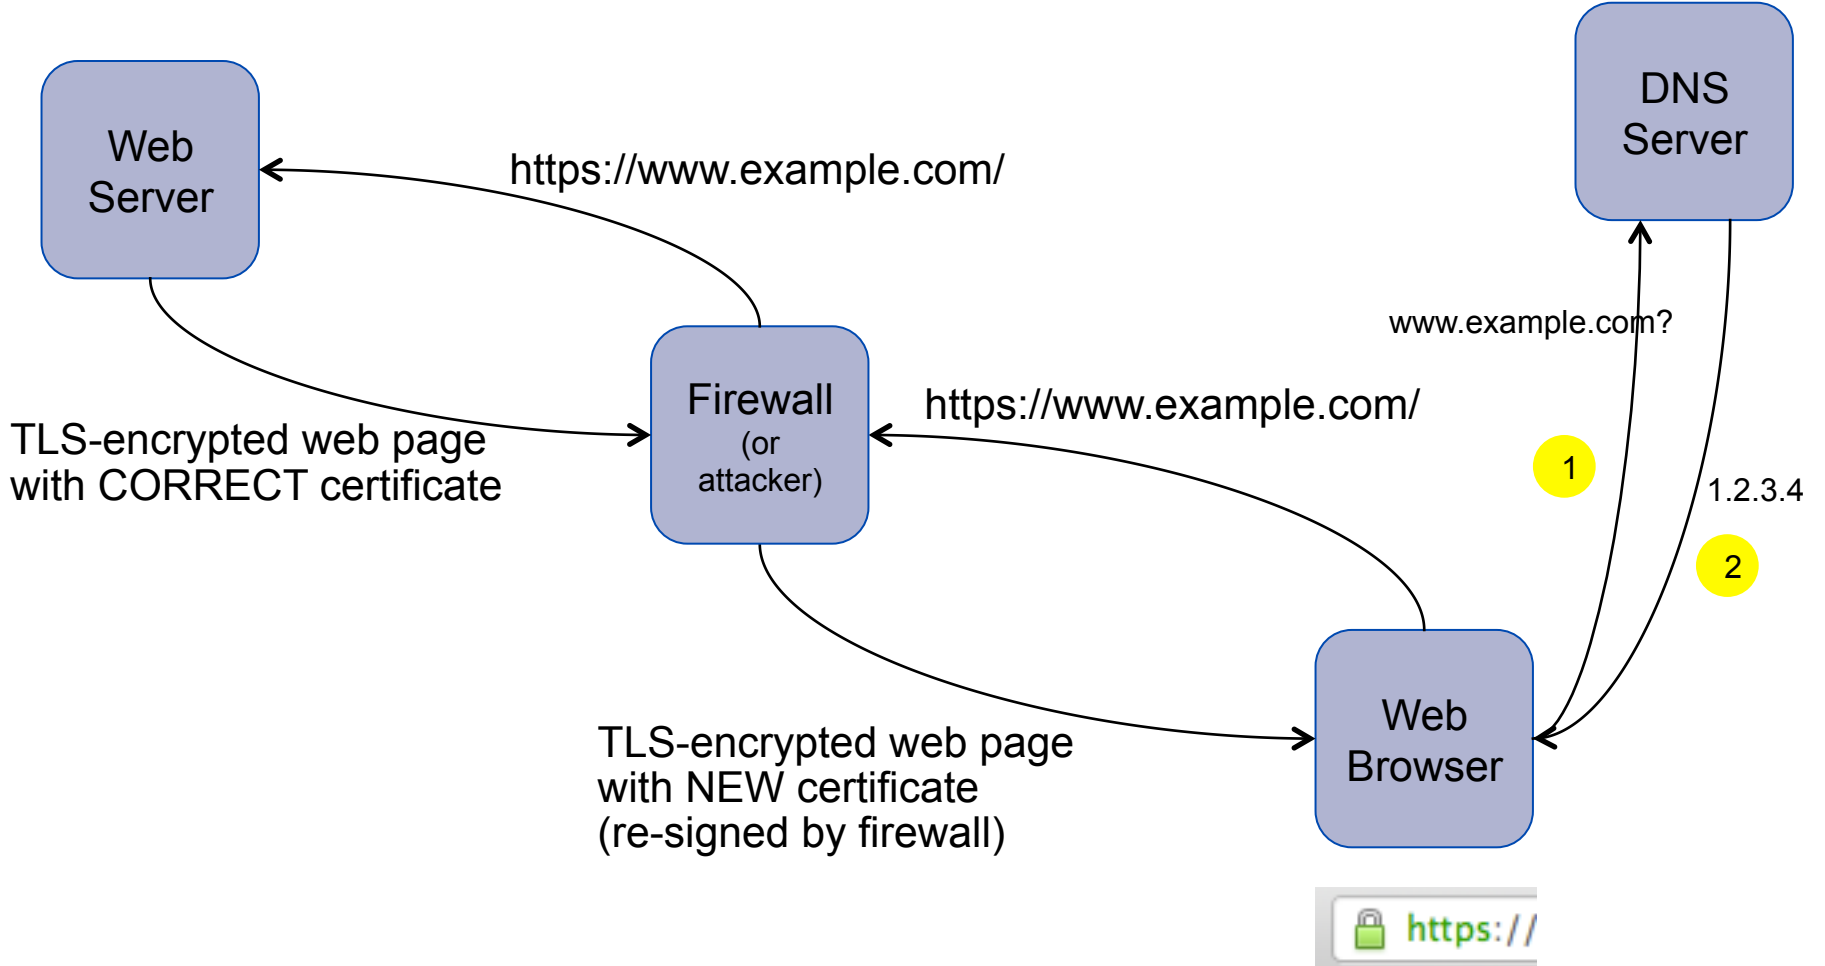 DNS
Server
Web
Server
https://www.example.com/
www.example.com?
Firewall
(or
attacker)
https://www.example.com/
TLS-encrypted web page
with CORRECT certificate
1
1.2.3.4
2
Web
Browser
TLS-encrypted web page
with NEW certificate
(re-signed by firewall)
https://